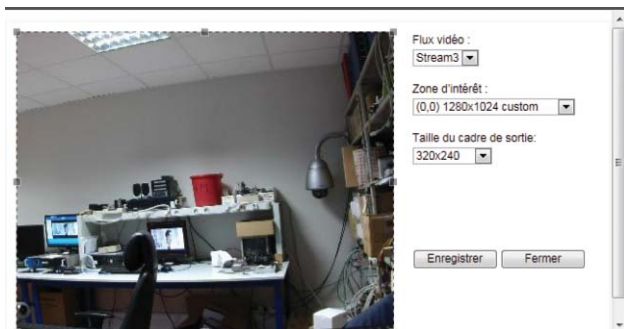 Flux vidéo :
Stream3
Zone d'intérêt :
(0,0) 1280x1024 custom
Taille du cadre de sortie:
320x240
Enregistrer
Fermer